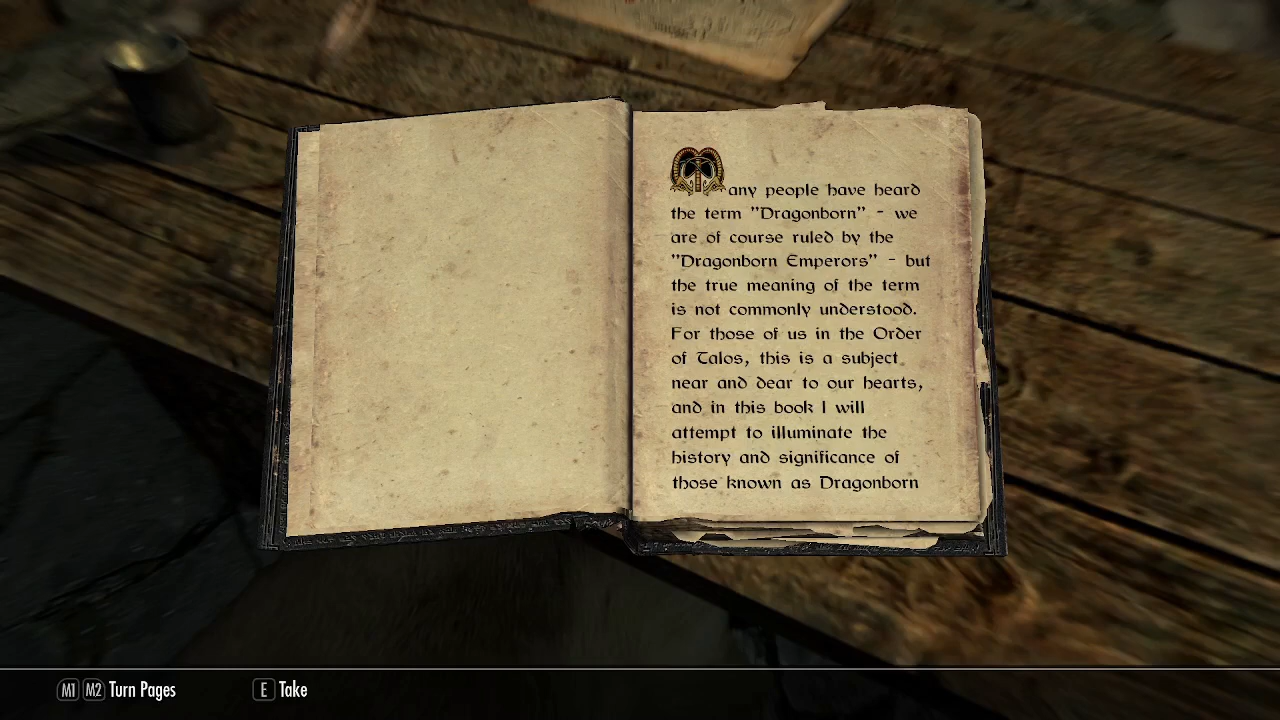 Many people have heard
the term "Dragonborn" - we
are of course ruled by the
"Dragonborn Emperors" - but
the true meaning of the term
is not commonly understood.
For those of us in the Order
of Talos, this is a subject
near and dear to our hearts,
and in this book I will
attempt to illuminate the
history and significance of
those known as Dragonborn
M1 M2 Turn Pages
E Take